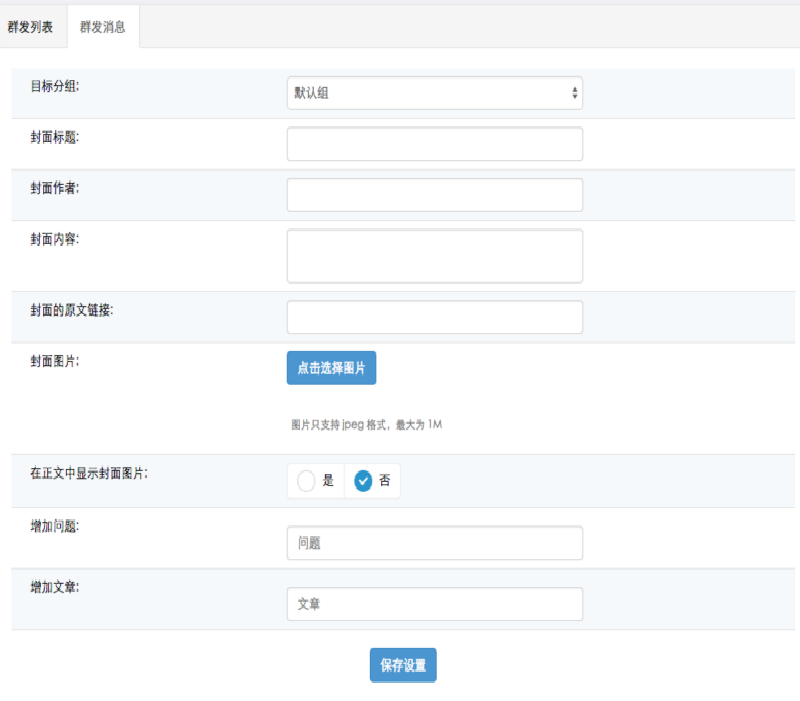 群发列表 群发消息
目标分组: 默认组
封面标题:
封面作者:
封面内容:
封面的原文链接:
封面图片: 点击选择图片
图片只支持 jpeg 格式，最大为 1M
在正文中显示封面图片: 是 否
增加问题:
问题
增加文章:
文章
保存设置